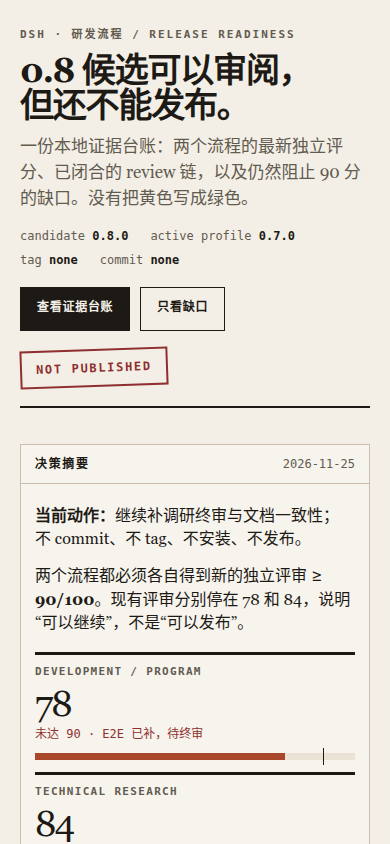 DSH · 研发流程 / RELEASE READINESS
0.8 候选可以审阅，
但还不能发布。
一份本地证据台账：两个流程的最新独立评
分、已闭合的 review 链，以及仍然阻止 90 分
的缺口。没有把黄色写成绿色。
candidate 0.8.0 active profile 0.7.0
tag none commit none
查看证据台账 只看缺口
NOT PUBLISHED
决策摘要 2026-11-25
当前动作：继续补调研终审与文档一致性；
不 commit、不 tag、不安装、不发布。
两个流程都必须各自得到新的独立评审 ≥
90/100。现有评审分别停在 78 和 84，说明
“可以继续”，不是“可以发布”。
DEVELOPMENT / PROGRAM
78
未达 90 · E2E 已补，待终审
TECHNICAL RESEARCH
84